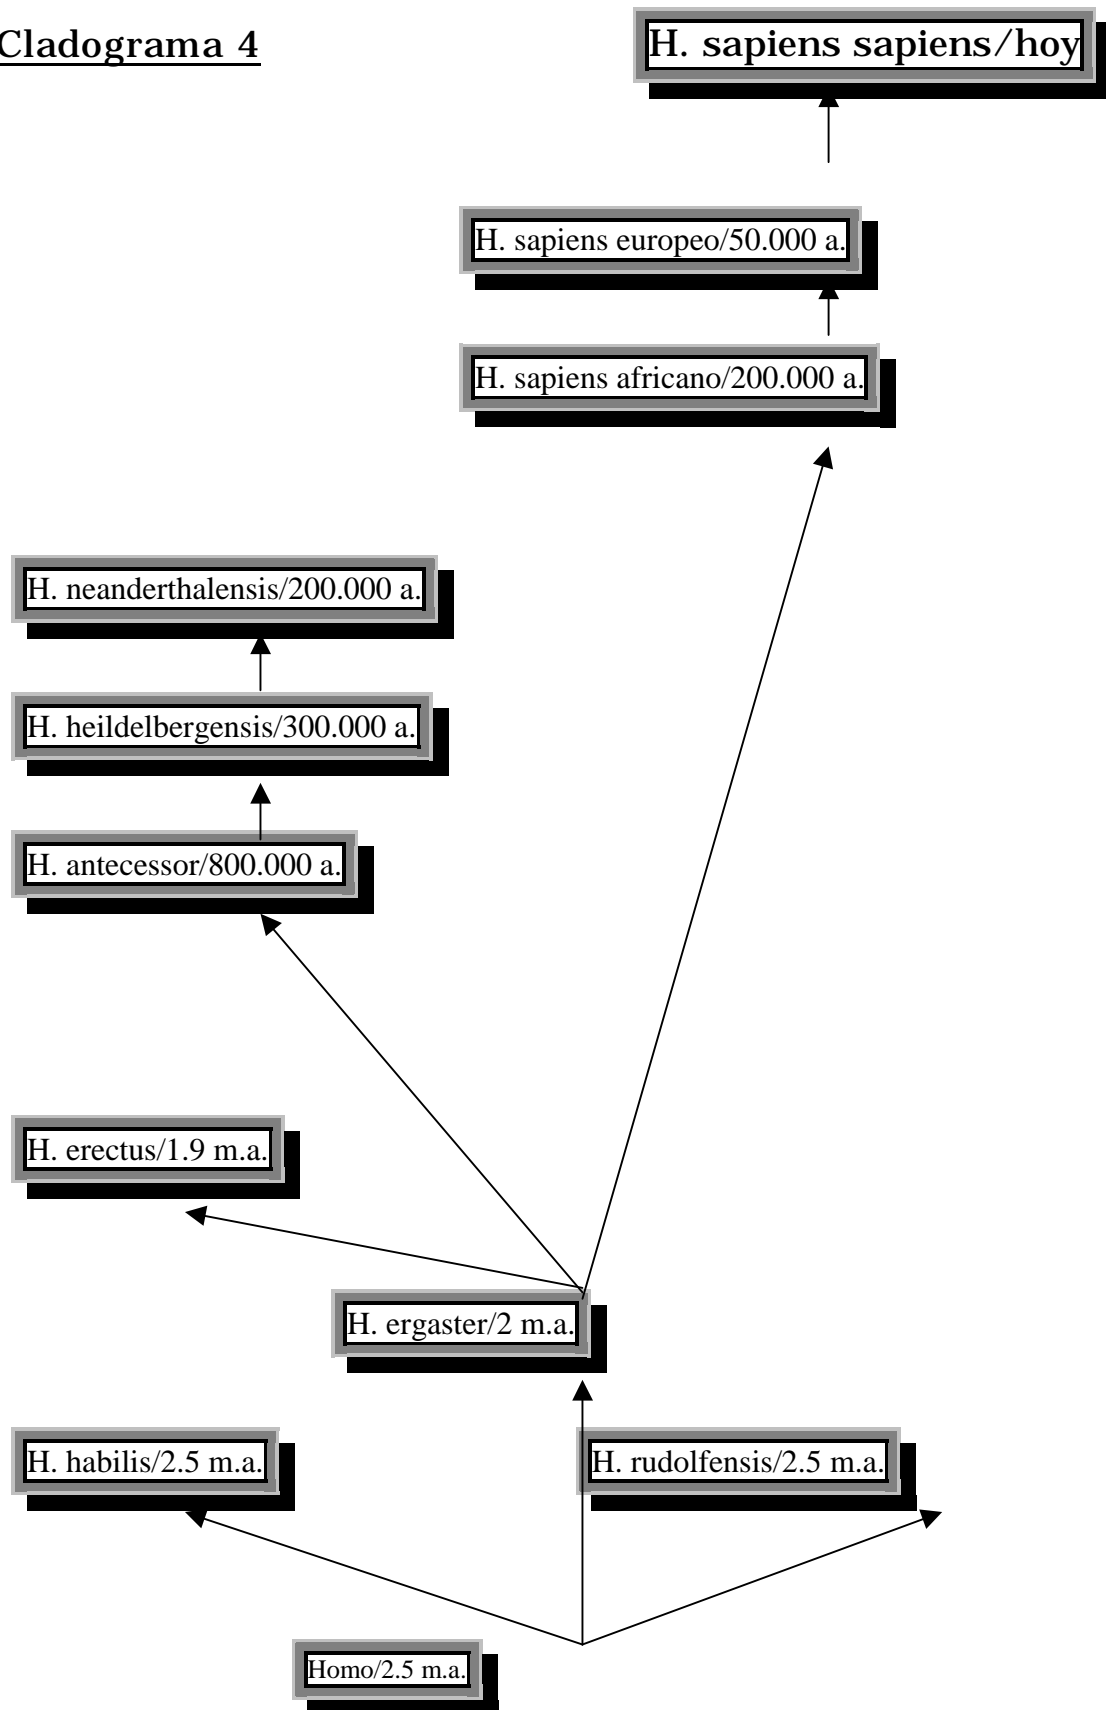 Cladograma 4
H. sapiens sapiens/hoy
H. sapiens europeo/50.000 a.
H. sapiens africano/200.000 a.
H. neanderthalensis/200.000 a.
H. heildelbergensis/300.000 a.
H. antecessor/800.000 a.
H. erectus/1.9 m.a.
H. ergaster/2 m.a.
H. habilis/2.5 m.a.
H. rudolfensis/2.5 m.a.
Homo/2.5 m.a.